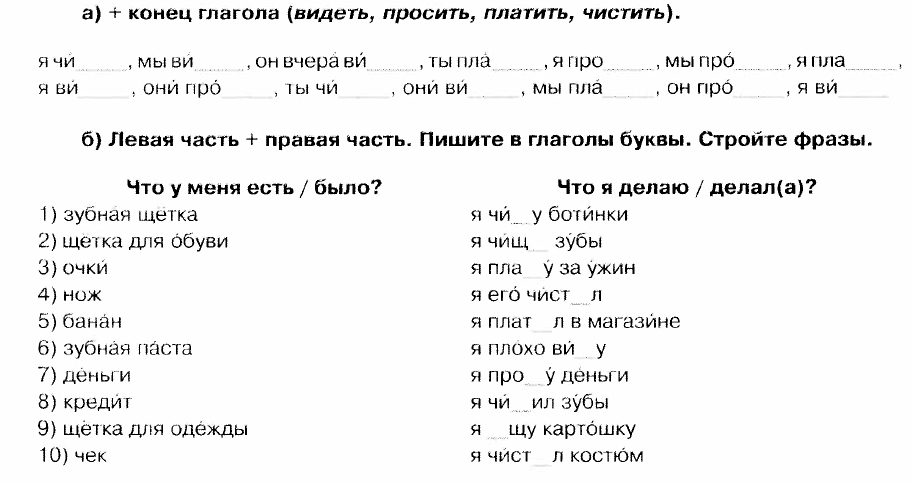 а) + конец глагола (видеть, просить, платить, чистить).
я чи́_____, мы ви́_____, он вчера́ ви́_____, ты пла́_____, я про_____, мы про́_____, я пла_____,
я ви́_____, они́ про́_____, ты чи́_____, они́ ви́_____, мы пла́_____, он про́_____, я ви́_____
б) Левая часть + правая часть. Пишите в глаголы буквы. Стройте фразы.
Что у меня есть / было?
1) зубна́я щётка
2) щётка для о́буви
3) очки́
4) нож
5) бана́н
6) зубна́я па́ста
7) де́ньги
8) креди́т
9) щётка для оде́жды
10) чек
Что я делаю / делал(а)?
я чи́__у боти́нки
я чи́щ__ зу́бы
я пла__у́ за у́жин
я его́ чи́ст__л
я плат__л в магази́не
я пло́хо ви́__у
я про__у́ де́ньги
я чи́__ил зу́бы
я __щу карто́шку
я чи́ст__л костю́м